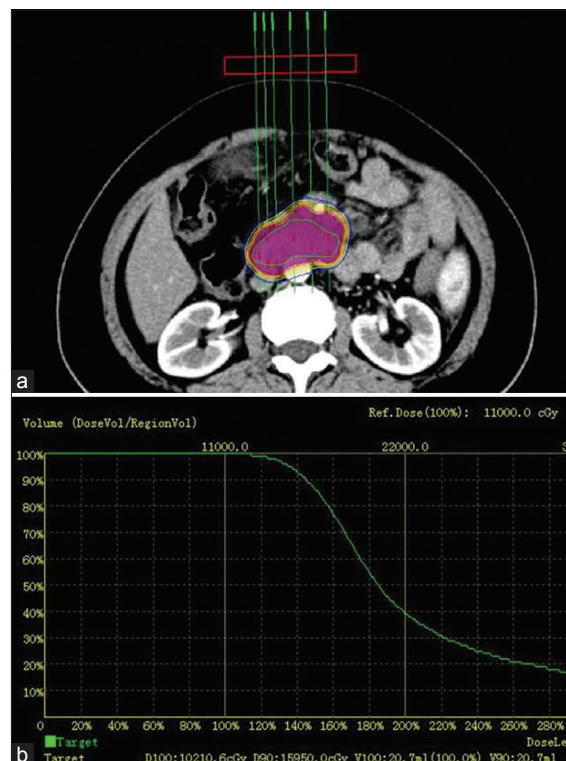 a
Ref.Dose(100%): 11000.0 cGy
Volume (DoseVol/RegionVol)
11000.0 22000.0 3
100%
90%
80%
70%
60%
50%
40%
30%
20%
10%
0 20% 40% 60% 80% 100% 120% 140% 160% 180% 200% 220% 240% 260% 280%
Target DoseLe
b Target D100:10210.6cGy D90:15950.0cGy V100:20.7ml(100.0%) V90:20.7ml